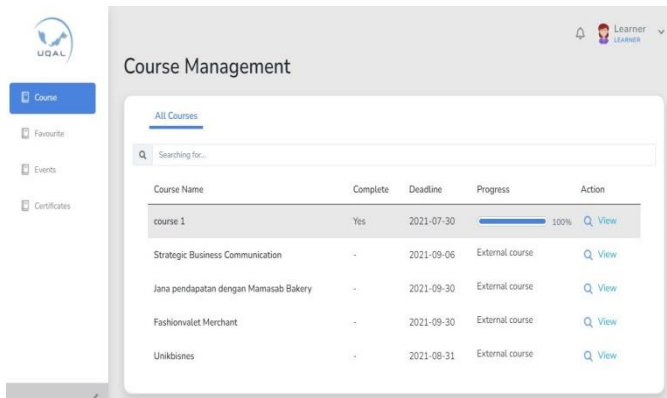 UQAL
Learner
LEARNER
Course Management
Course
Favourite
Events
Certificates
All Courses
Searching for...
Course Name Complete Deadline Progress Action
course 1 Yes 2021-07-30 100% View
Strategic Business Communication - 2021-09-06 External course View
Jana pendapatan dengan Mamasab Bakery - 2021-09-30 External course View
Fashionvalet Merchant - 2021-09-30 External course View
Unikbisnes - 2021-08-31 External course View